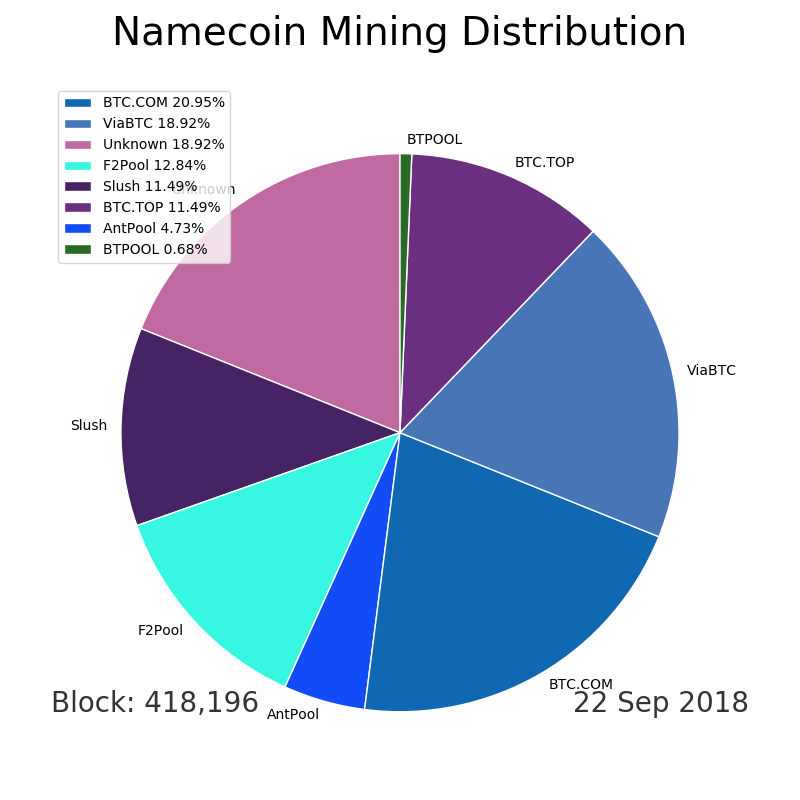 Namecoin Mining Distribution
BTC.COM 20.95%
ViaBTC 18.92%
Unknown 18.92%
F2Pool 12.84%
Slush 11.49%
BTC.TOP 11.49%
AntPool 4.73%
BTPOOL 0.68%
BTPOOL
BTC.TOP
Unknown
ViaBTC
Slush
F2Pool
BTC.COM
AntPool
Block: 418,196
22 Sep 2018